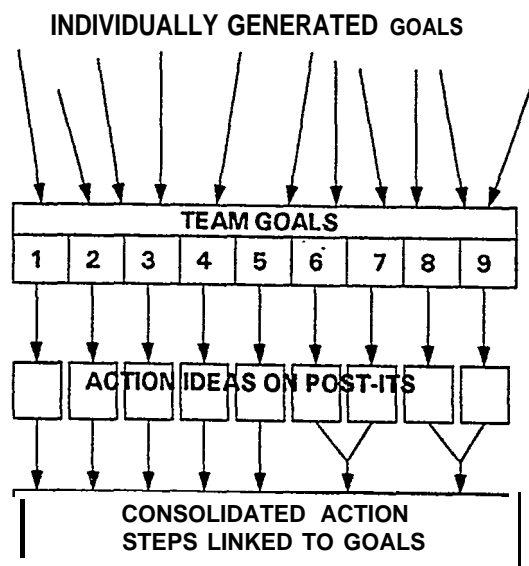 INDIVIDUALLY GENERATED GOALS
TEAM GOALS
1 2 3 4 5 6 7 8 9
ACTION IDEAS ON POST-ITS
CONSOLIDATED ACTION
STEPS LINKED TO GOALS